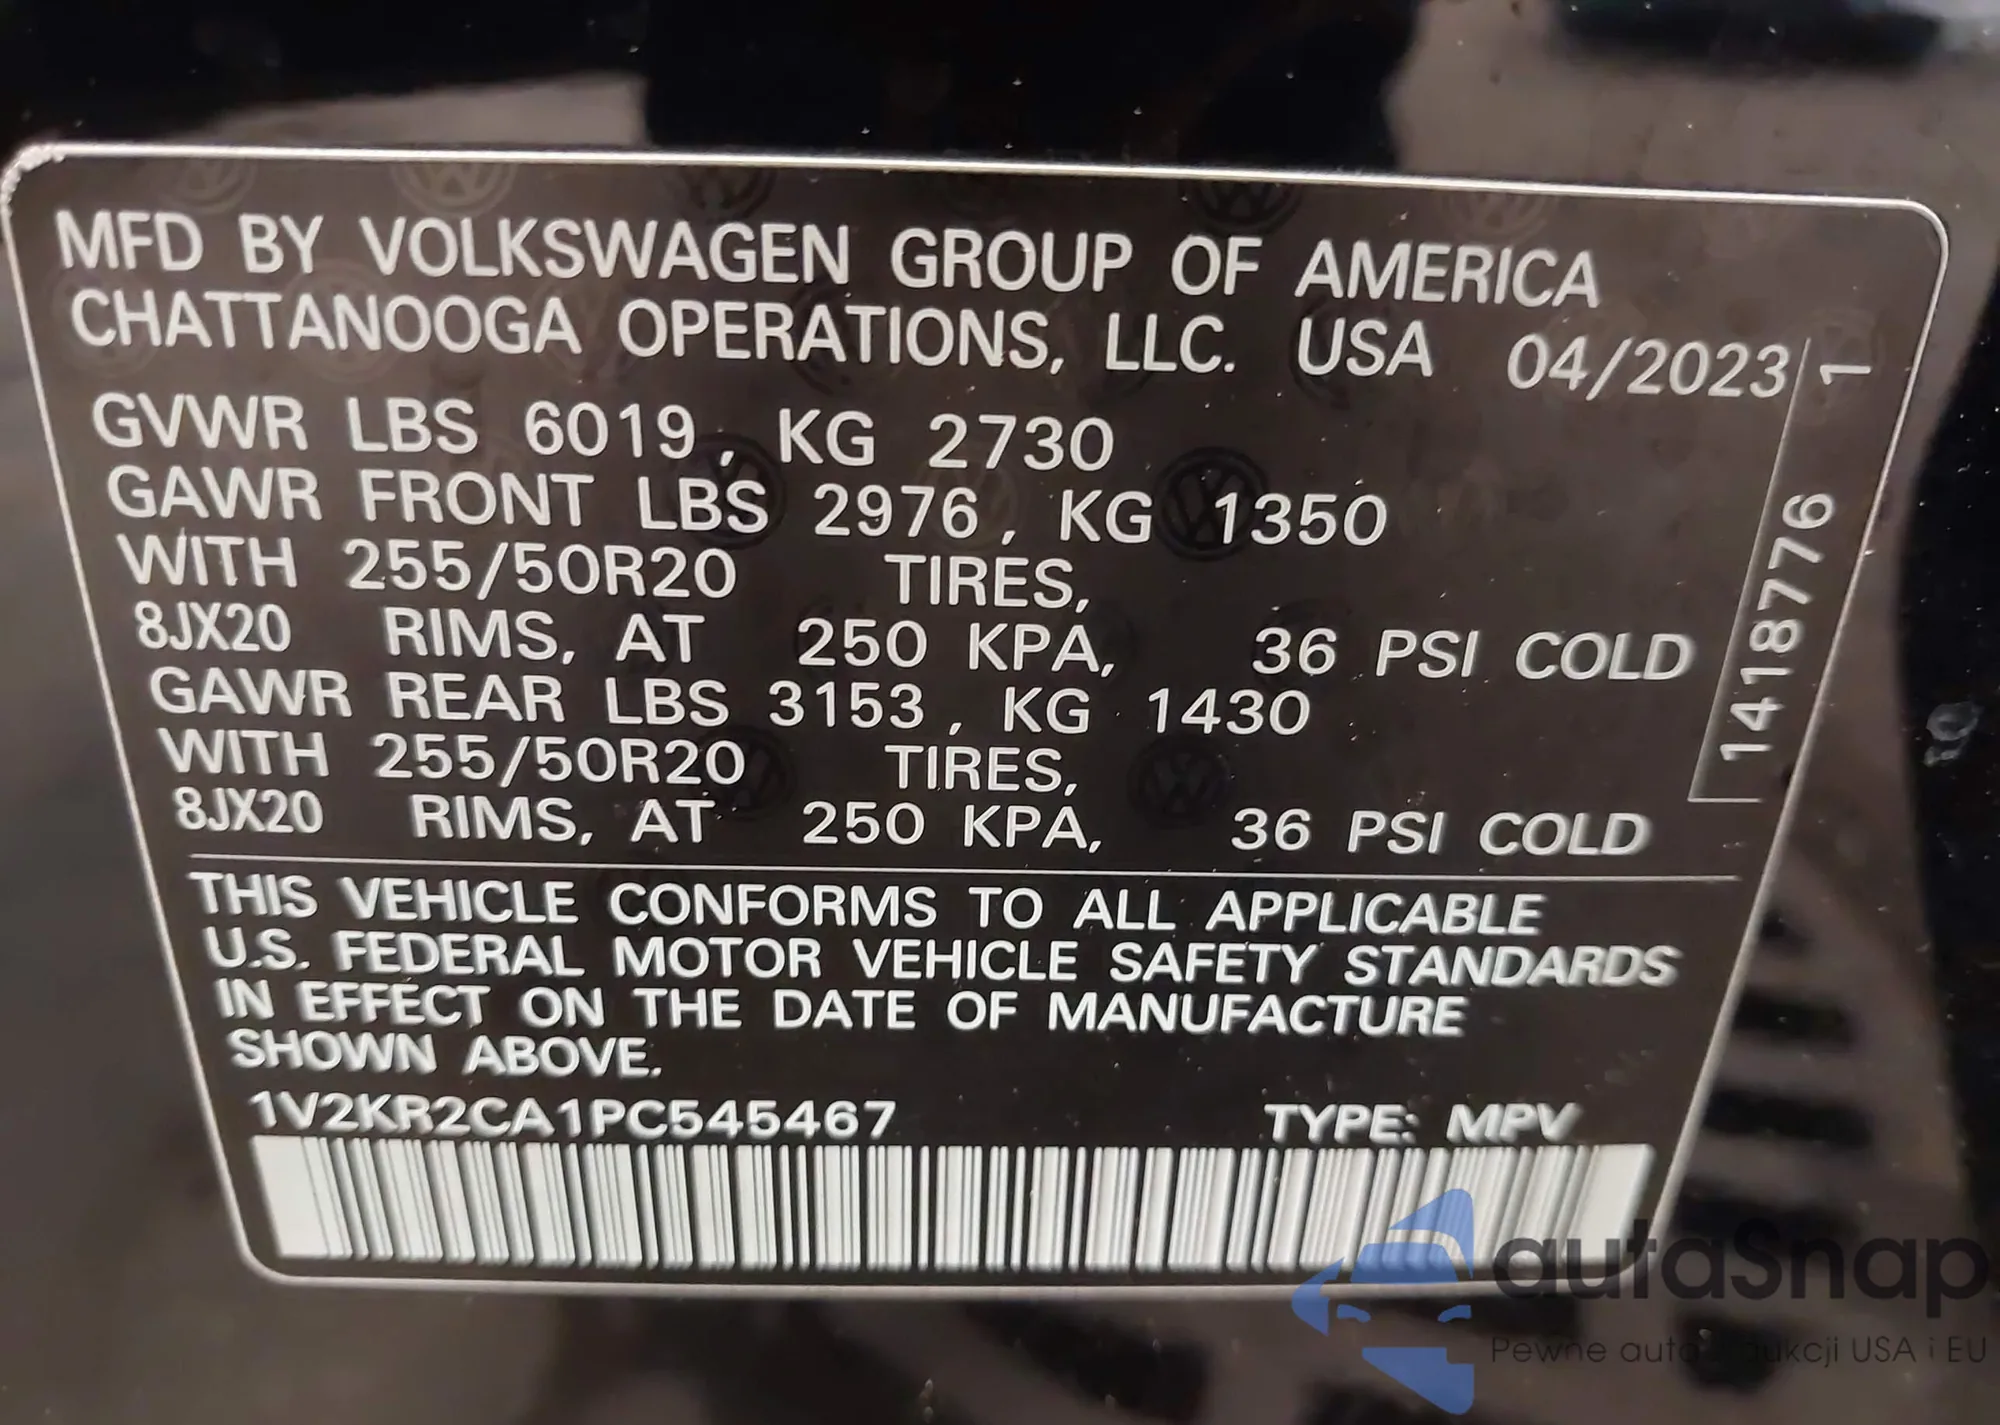 MFD BY VOLKSWAGEN GROUP OF AMERICA
CHATTANOOGA OPERATIONS, LLC. USA 04/2023
GVWR LBS 6019, KG 2730
GAWR FRONT LBS 2976, KG 1350
WITH 255/50R20 TIRES,
8JX20 RIMS, AT 250 KPA, 36 PSI COLD
GAWR REAR LBS 3153, KG 1430
WITH 255/50R20 TIRES,
8JX20 RIMS, AT 250 KPA, 36 PSI COLD
1418776 1
THIS VEHICLE CONFORMS TO ALL APPLICABLE
U.S. FEDERAL MOTOR VEHICLE SAFETY STANDARDS
IN EFFECT ON THE DATE OF MANUFACTURE
SHOWN ABOVE.
1V2KR2CA1PC545467 TYPE: MPV
autaSnap
Pewne auta USA i EU